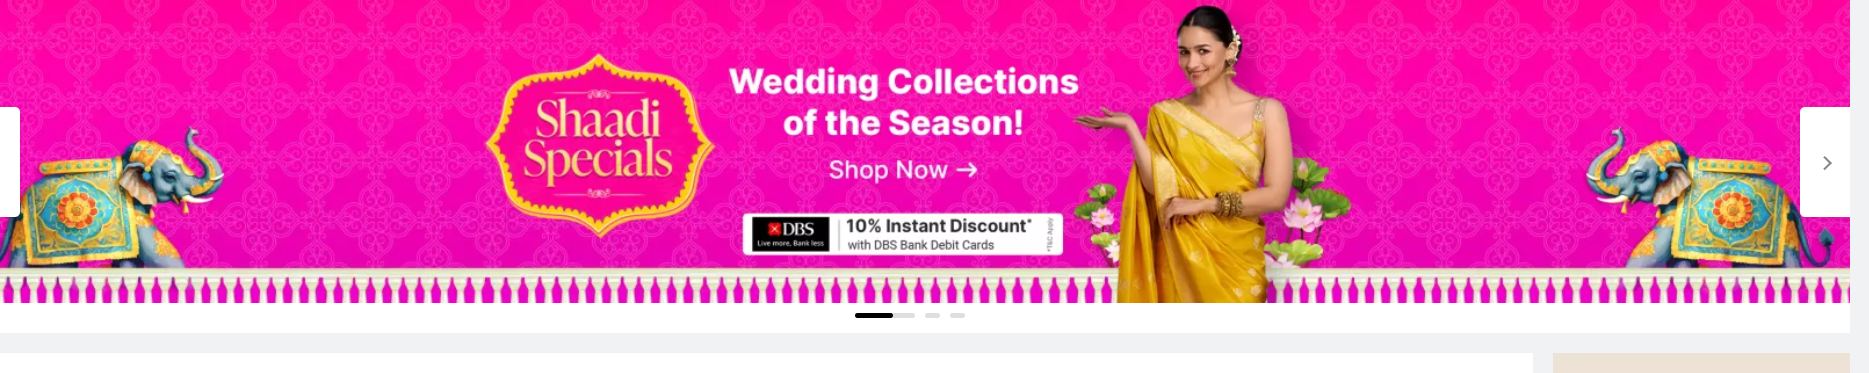 Shaadi
Specials
Wedding Collections
of the Season!
Shop Now →
DBS
Live more, Bank less
10% Instant Discount*
with DBS Bank Debit Cards
*T&C Apply